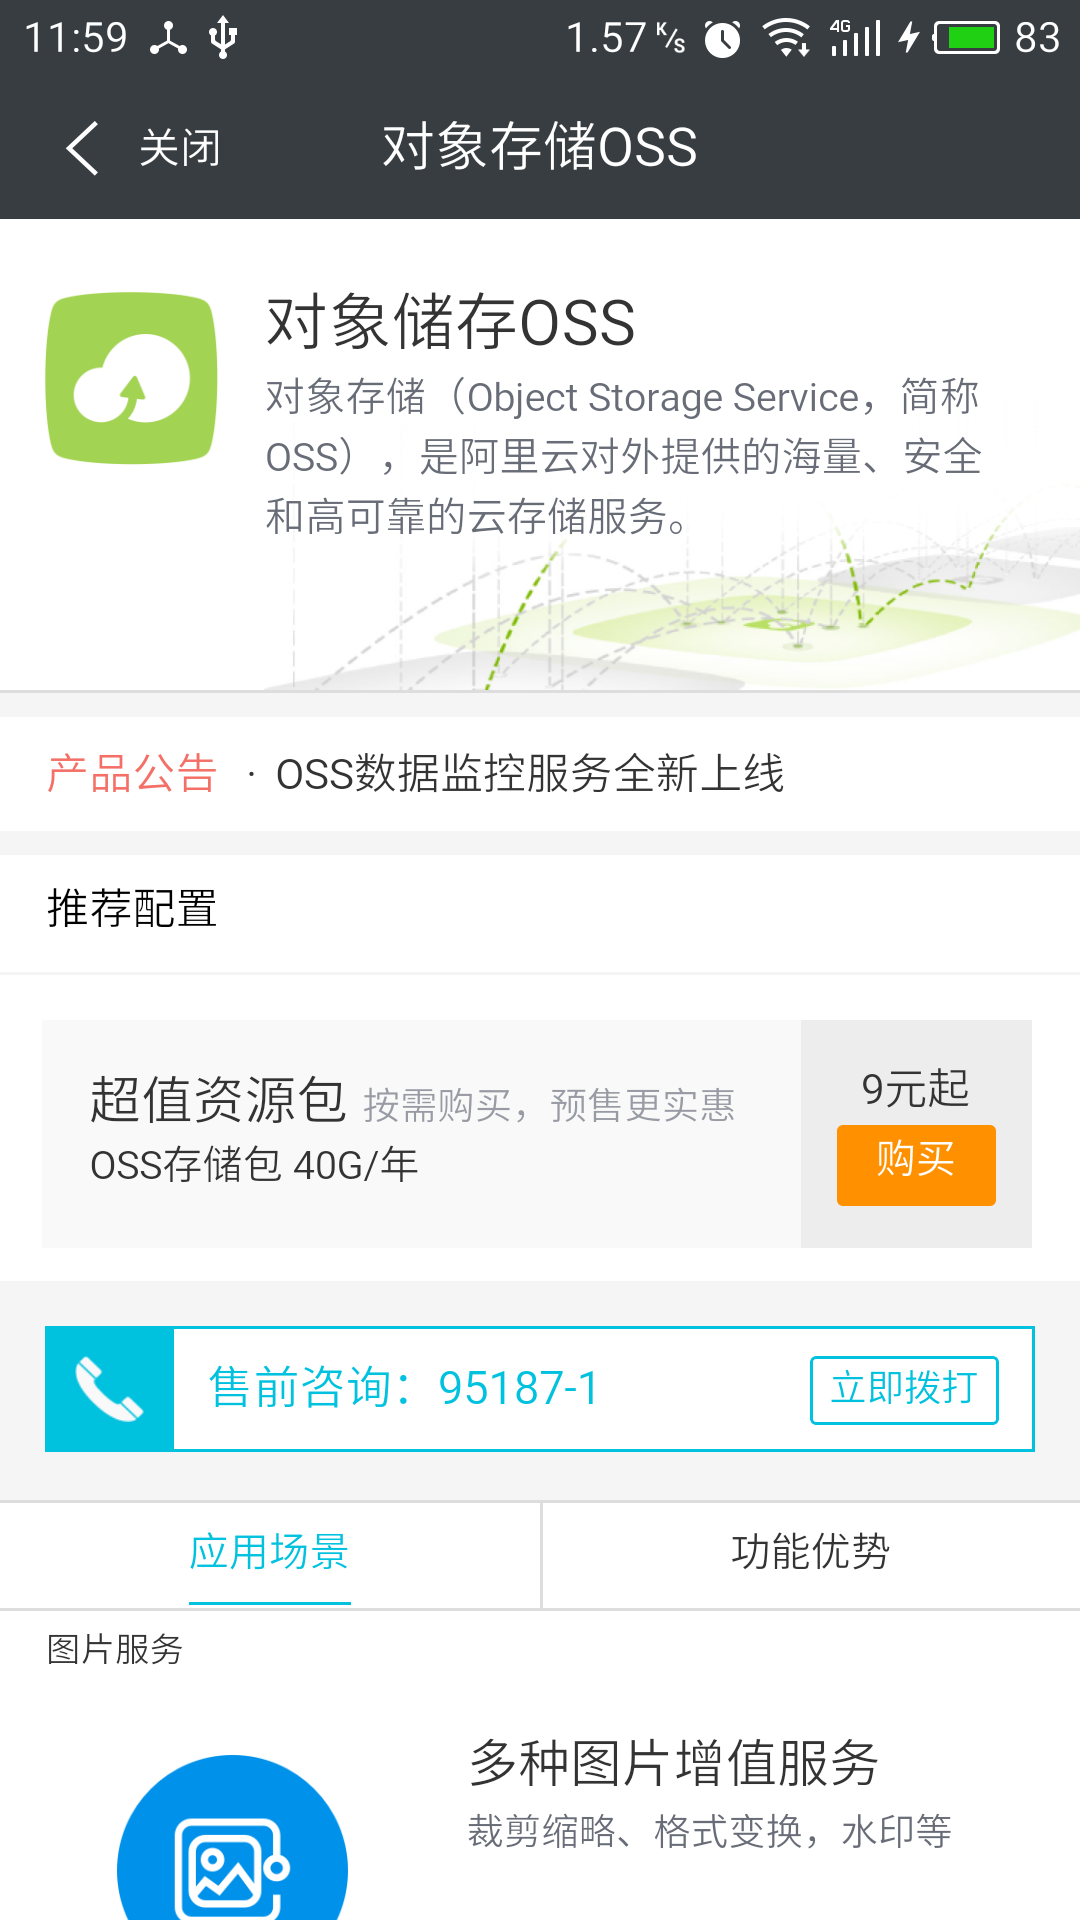 11:59 1.57 K/s 4G 83
关闭 对象存储OSS
对象储存OSS
对象存储（Object Storage Service，简称
OSS），是阿里云对外提供的海量、安全
和高可靠的云存储服务。
产品公告 · OSS数据监控服务全新上线
推荐配置
超值资源包 按需购买，预售更实惠
OSS存储包 40G/年
9元起
购买
售前咨询：95187-1 立即拨打
应用场景 功能优势
图片服务
多种图片增值服务
裁剪缩略、格式变换，水印等